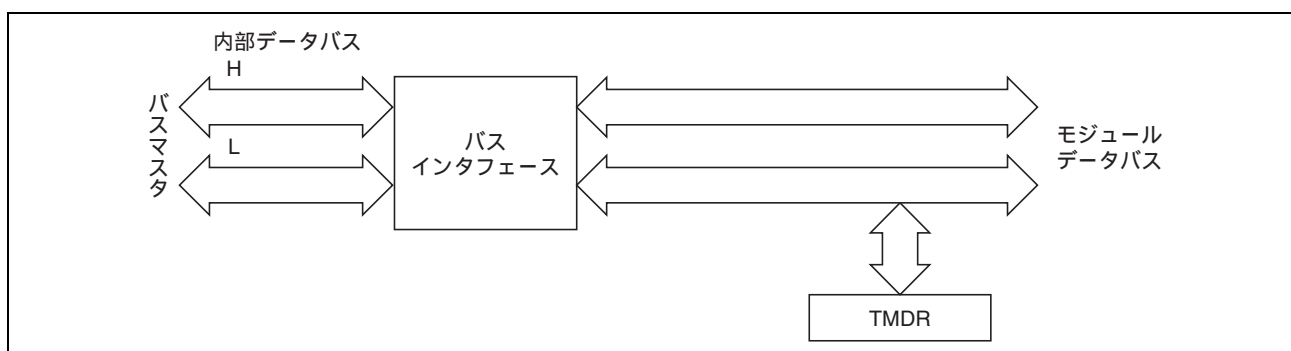 内部データバス
H
バスマスタ
L
バス
インタフェース
モジュール
データバス
TMDR